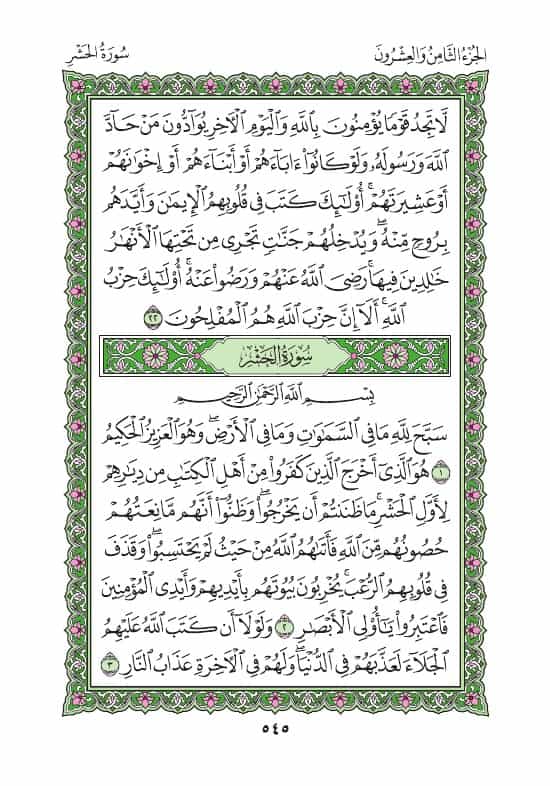 الجُزْءُ الثَّامِنُ وَالعِشْرُونَ
سُورَةُ الحَشْرِ
لَّا تَجِدُ قَوْمًا يُؤْمِنُونَ بِٱللَّهِ وَٱلْيَوْمِ ٱلْآخِرِ يُوَآدُّونَ مَنْ حَآدَّ
ٱللَّهَ وَرَسُولَهُۥ وَلَوْ كَانُوٓا۟ ءَابَآءَهُمْ أَوْ أَبْنَآءَهُمْ أَوْ إِخْوَٰنَهُمْ
أَوْ عَشِيرَتَهُمْ ۚ أُو۟لَٰٓئِكَ كَتَبَ فِى قُلُوبِهِمُ ٱلْإِيمَٰنَ وَأَيَّدَهُم
بِرُوحٍ مِّنْهُ ۖ وَيُدْخِلُهُمْ جَنَّٰتٍ تَجْرِى مِن تَحْتِهَا ٱلْأَنْهَٰرُ
خَٰلِدِينَ فِيهَا ۚ رَضِىَ ٱللَّهُ عَنْهُمْ وَرَضُوا۟ عَنْهُ ۚ أُو۟لَٰٓئِكَ حِزْبُ
ٱللَّهِ ۚ أَلَآ إِنَّ حِزْبَ ٱللَّهِ هُمُ ٱلْمُفْلِحُونَ ٢٢
سُورَةُ الحَشْرِ
بِسْمِ ٱللَّهِ ٱلرَّحْمَٰنِ ٱلرَّحِيمِ
سَبَّحَ لِلَّهِ مَا فِى ٱلسَّمَٰوَٰتِ وَمَا فِى ٱلْأَرْضِ ۖ وَهُوَ ٱلْعَزِيزُ ٱلْحَكِيمُ
١ هُوَ ٱلَّذِىٓ أَخْرَجَ ٱلَّذِينَ كَفَرُوا۟ مِنْ أَهْلِ ٱلْكِتَٰبِ مِن دِيَٰرِهِمْ
لِأَوَّلِ ٱلْحَشْرِ ۚ مَا ظَنَنتُمْ أَن يَخْرُجُوا۟ ۖ وَظَنُّوٓا۟ أَنَّهُم مَّانِعَتُهُمْ
حُصُونُهُم مِّنَ ٱللَّهِ فَأَتَىٰهُمُ ٱللَّهُ مِنْ حَيْثُ لَمْ يَحْتَسِبُوا۟ ۖ وَقَذَفَ
فِى قُلُوبِهِمُ ٱلرُّعْبَ ۚ يُخْرِبُونَ بُيُوتَهُم بِأَيْدِيهِمْ وَأَيْدِى ٱلْمُؤْمِنِينَ
فَٱعْتَبِرُوا۟ يَٰٓأُو۟لِى ٱلْأَبْصَٰرِ ٢ وَلَوْلَآ أَن كَتَبَ ٱللَّهُ عَلَيْهِمُ
ٱلْجَلَآءَ لَعَذَّبَهُمْ فِى ٱلدُّنْيَا ۖ وَلَهُمْ فِى ٱلْآخِرَةِ عَذَابُ ٱلنَّارِ ٣
٥٤٥